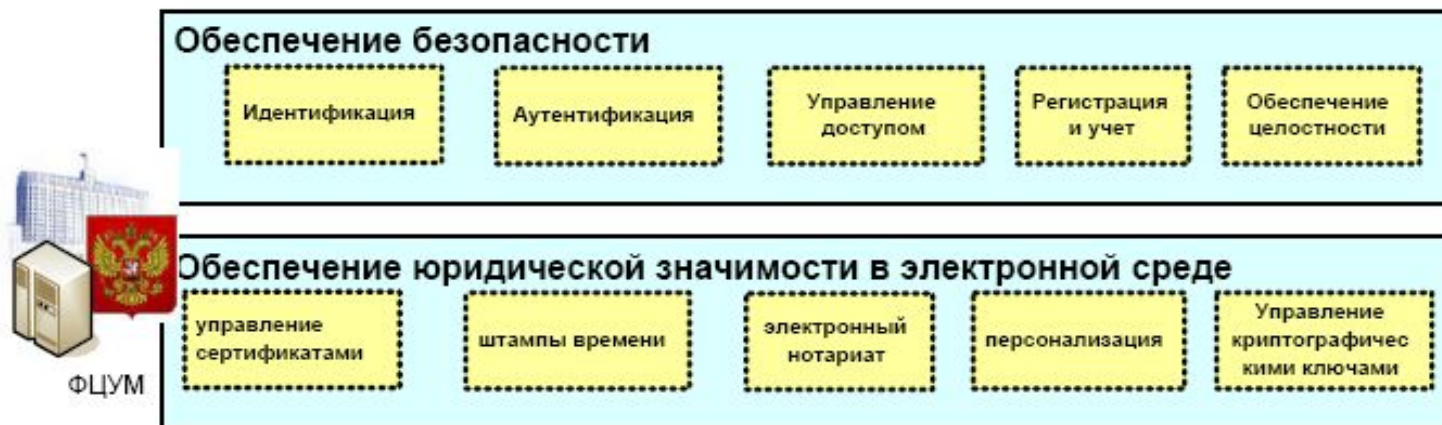 Обеспечение безопасности
Идентификация
Аутентификация
Управление
доступом
Регистрация
и учет
Обеспечение
целостности
Обеспечение юридической значимости в электронной среде
управление
сертификатами
штампы времени
электронный
нотариат
персонализация
Управление
криптографичес
кими ключами
ФЦУМ